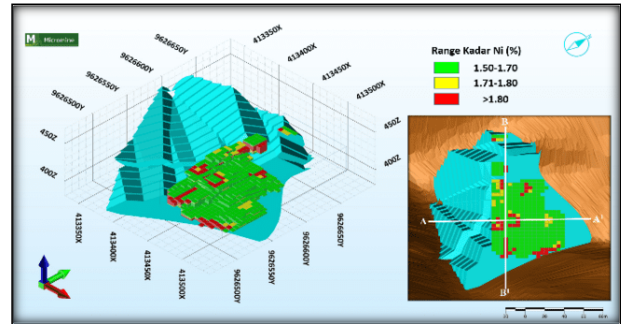 M Micromine
9626650Y
9626600Y
9626550Y
9626500Y
413350X
413400X
413450X
413500X
450Z
400Z
450Z
400Z
413350X
413400X
413450X
413500X
9626500Y
9626550Y
9626600Y
9626650Y
Range Kadar Ni (%)
1.50-1.70
1.71-1.80
>1.80
B
A
A'
B'